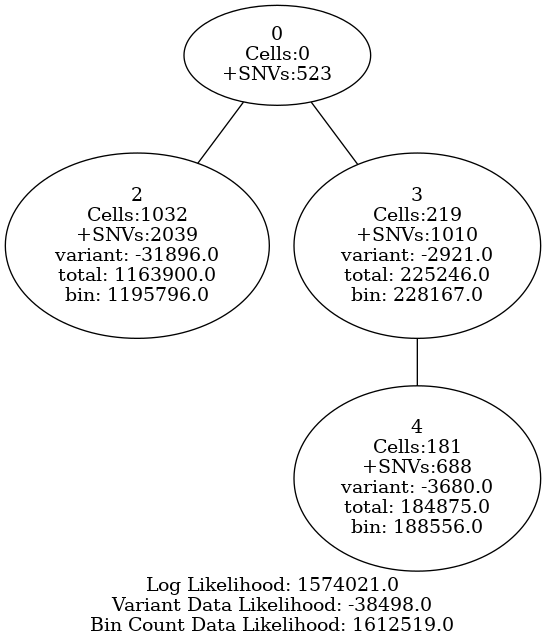 0
Cells:0
+SNVs:523
2
Cells:1032
+SNVs:2039
variant: -31896.0
total: 1163900.0
bin: 1195796.0
3
Cells:219
+SNVs:1010
variant: -2921.0
total: 225246.0
bin: 228167.0
4
Cells:181
+SNVs:688
variant: -3680.0
total: 184875.0
bin: 188556.0
Log Likelihood: 1574021.0
Variant Data Likelihood: -38498.0
Bin Count Data Likelihood: 1612519.0